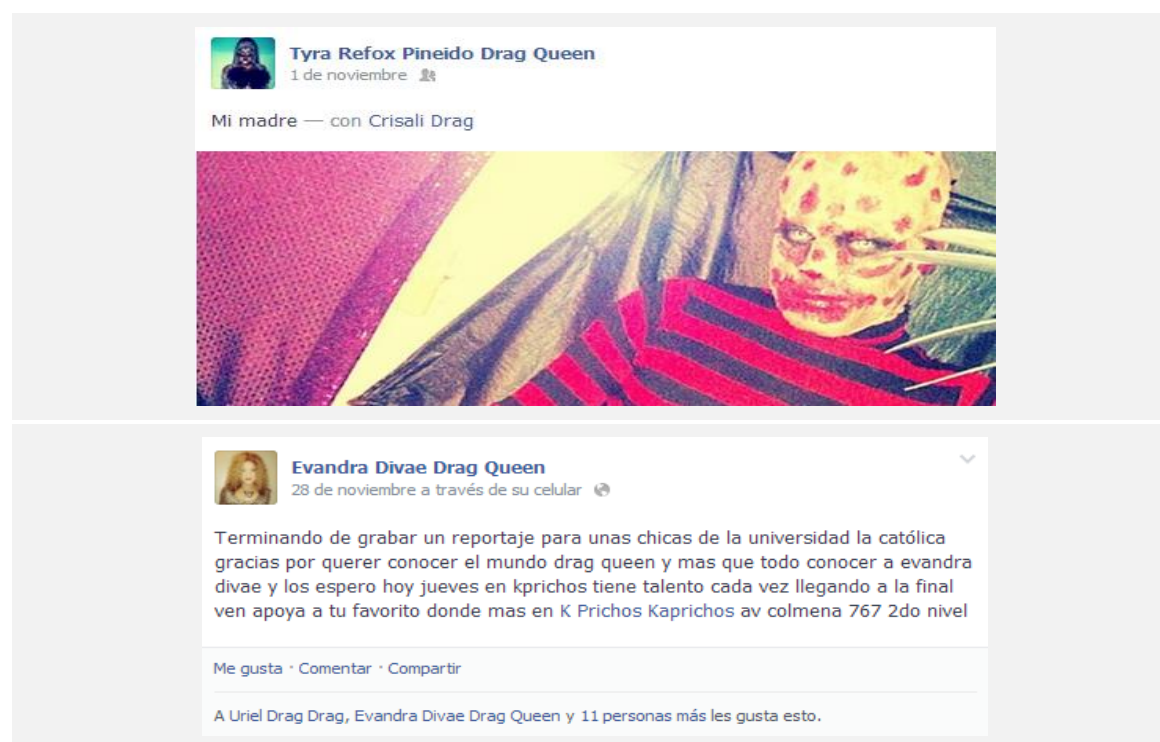 Tyra Refox Pineido Drag Queen
1 de noviembre
Mi madre — con Crisali Drag
Evandra Divae Drag Queen
28 de noviembre a través de su celular
Terminando de grabar un reportaje para unas chicas de la universidad la católica
gracias por querer conocer el mundo drag queen y mas que todo conocer a evandra
divae y los espero hoy jueves en kprichos tiene talento cada vez llegando a la final
ven apoya a tu favorito donde mas en K Prichos Kaprichos av colmena 767 2do nivel
Me gusta · Comentar · Compartir
A Uriel Drag Drag, Evandra Divae Drag Queen y 11 personas más les gusta esto.